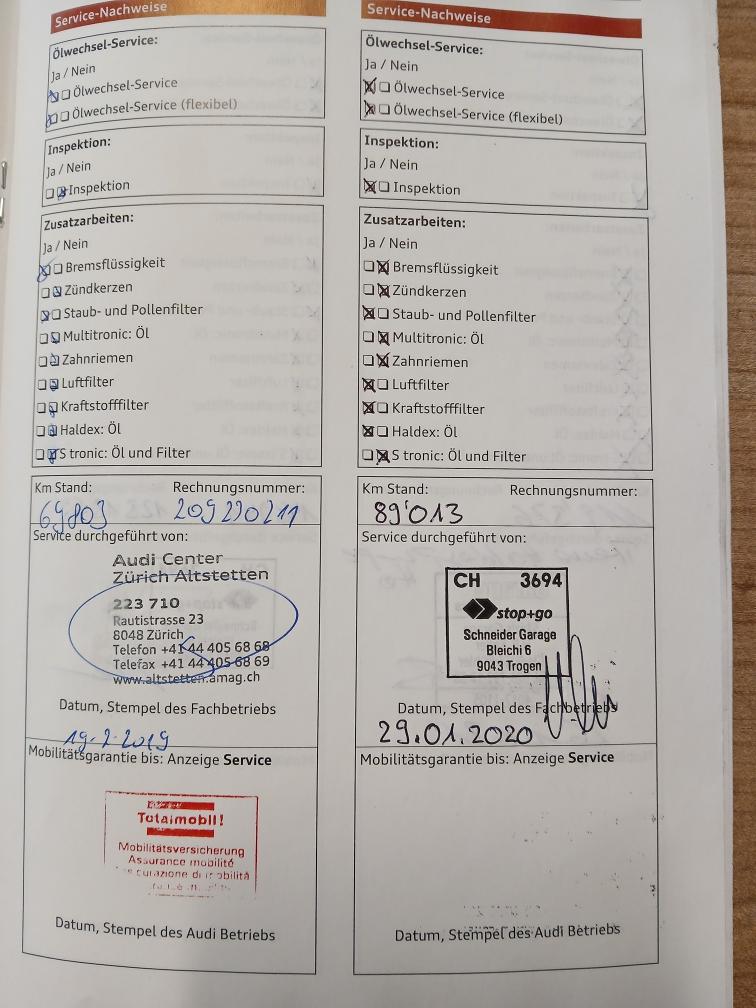 Service-Nachweise
Ölwechsel-Service:
Ja / Nein
Ölwechsel-Service
Ölwechsel-Service (flexibel)
Inspektion:
Ja / Nein
Inspektion
Zusatzarbeiten:
Ja / Nein
Bremsflüssigkeit
Zündkerzen
Staub- und Pollenfilter
Multitronic: Öl
Zahnriemen
Luftfilter
Kraftstofffilter
Haldex: Öl
S tronic: Öl und Filter
Km Stand: Rechnungsnummer:
69803 209230211
Service durchgeführt von:
Audi Center
Zürich Altstetten
223 710
Rautistrasse 23
8048 Zürich
Telefon +41 44 405 68 68
Telefax +41 44 405 68 69
www.altstetten.amag.ch
Datum, Stempel des Fachbetriebs
19.2.2019
Mobilitätsgarantie bis: Anzeige Service
Totalmobil!
Mobilitätsversicherung
Assurance mobilité
Datum, Stempel des Audi Betriebs
Service-Nachweise
Ölwechsel-Service:
Ja / Nein
Ölwechsel-Service
Ölwechsel-Service (flexibel)
Inspektion:
Ja / Nein
Inspektion
Zusatzarbeiten:
Ja / Nein
Bremsflüssigkeit
Zündkerzen
Staub- und Pollenfilter
Multitronic: Öl
Zahnriemen
Luftfilter
Kraftstofffilter
Haldex: Öl
S tronic: Öl und Filter
Km Stand: Rechnungsnummer:
89'013
Service durchgeführt von:
CH 3694
stop+go
Schneider Garage
Bleichi 6
9043 Trogen
Datum, Stempel des Fachbetriebs
29.01.2020
Mobilitätsgarantie bis: Anzeige Service
Datum, Stempel des Audi Betriebs